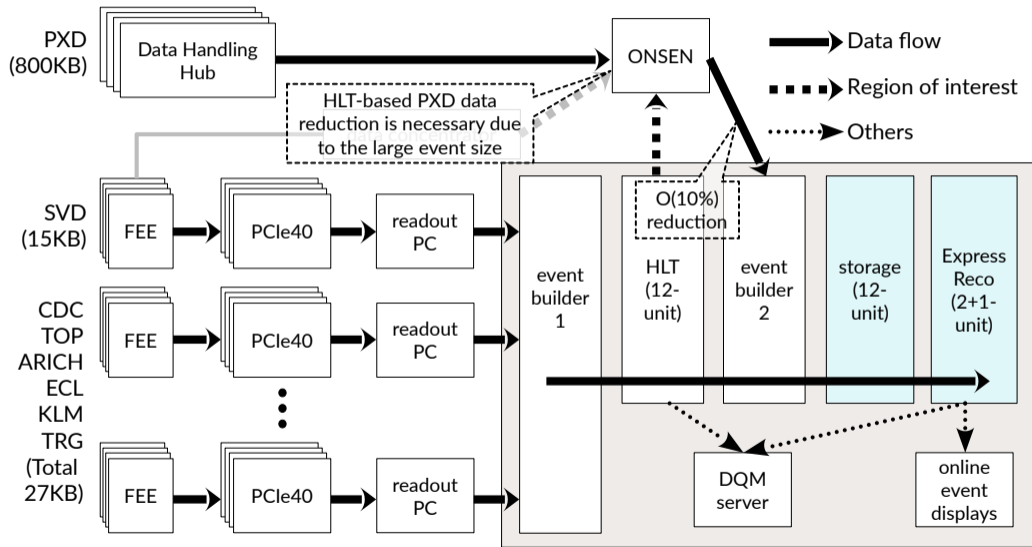 PXD
(800KB)
Data Handling
Hub
ONSEN
Data flow
Region of interest
Others
HLT-based PXD data
reduction is necessary due
to the large event size
SVD
(15KB)
FEE
PCIe40
readout
PC
O(10%)
reduction
event
builder
1
HLT
(12-
unit)
event
builder
2
storage
(12-
unit)
Express
Reco
(2+1-
unit)
CDC
TOP
ARICH
ECL
KLM
TRG
(Total
27KB)
FEE
PCIe40
readout
PC
FEE
PCIe40
readout
PC
DQM
server
online
event
displays